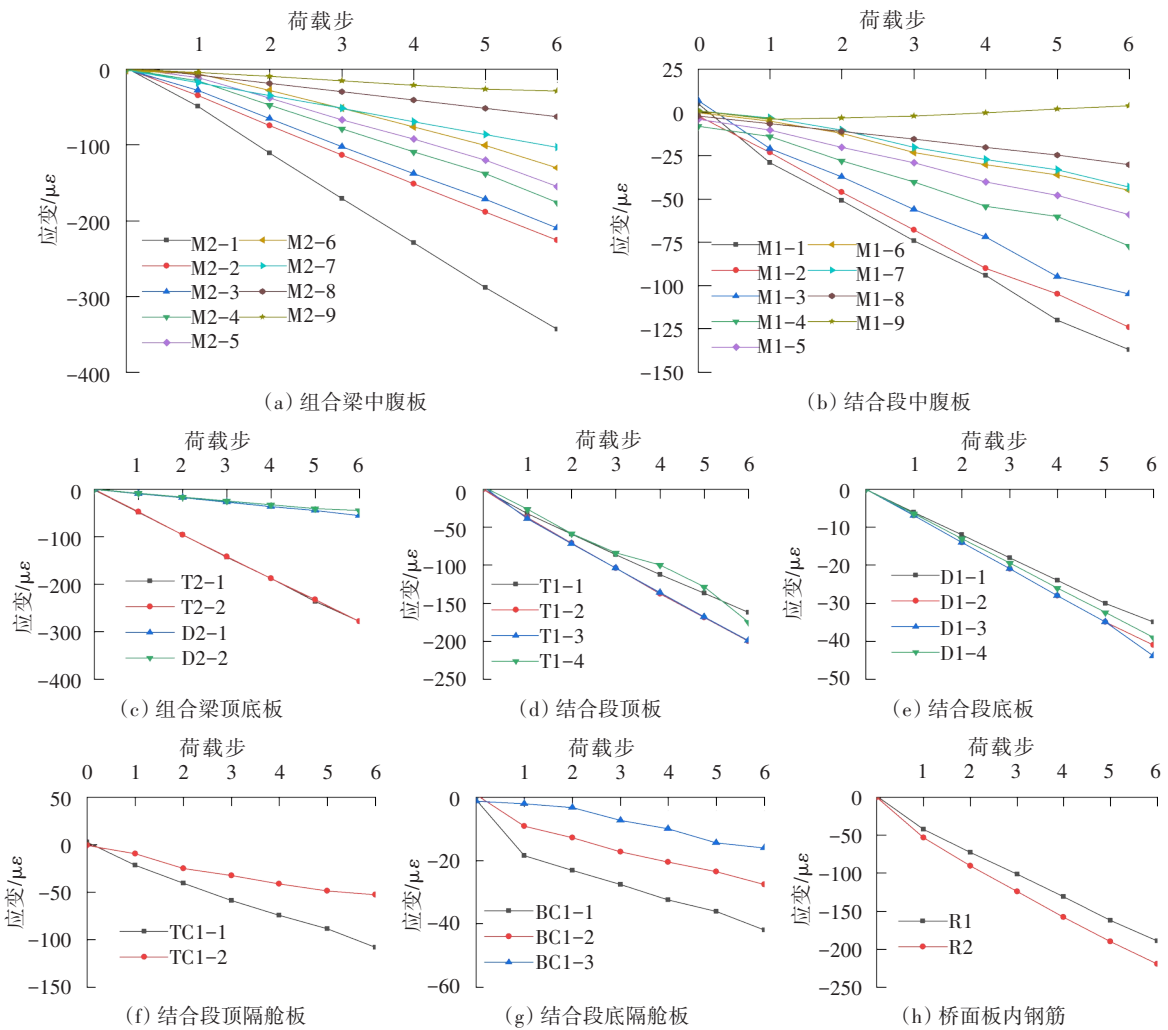 荷载步
1 2 3 4 5 6
应变/με
0
-100
-200
-300
-400
M2-1 M2-6
M2-2 M2-7
M2-3 M2-8
M2-4 M2-9
M2-5
(a) 组合梁中腹板
荷载步
0 1 2 3 4 5 6
应变/με
25
0
-25
-50
-75
-100
-125
-150
M1-1 M1-6
M1-2 M1-7
M1-3 M1-8
M1-4 M1-9
M1-5
(b) 结合段中腹板
荷载步
1 2 3 4 5 6
应变/με
0
-100
-200
-300
-400
T2-1
T2-2
D2-1
D2-2
(c) 组合梁顶底板
荷载步
1 2 3 4 5 6
应变/με
0
-50
-100
-150
-200
-250
T1-1
T1-2
T1-3
T1-4
(d) 结合段顶板
荷载步
1 2 3 4 5 6
应变/με
0
-10
-20
-30
-40
-50
D1-1
D1-2
D1-3
D1-4
(e) 结合段底板
荷载步
0 1 2 3 4 5 6
应变/με
50
0
-50
-100
-150
TC1-1
TC1-2
(f) 结合段顶隔舱板
荷载步
1 2 3 4 5 6
应变/με
0
-20
-40
-60
BC1-1
BC1-2
BC1-3
(g) 结合段底隔舱板
荷载步
1 2 3 4 5 6
应变/με
0
-50
-100
-150
-200
-250
R1
R2
(h) 桥面板内钢筋